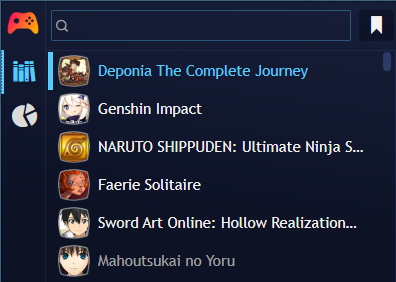 Deponia The Complete Journey
Genshin Impact
NARUTO SHIPPUDEN: Ultimate Ninja S...
Faerie Solitaire
Sword Art Online: Hollow Realization...
Mahoutsukai no Yoru